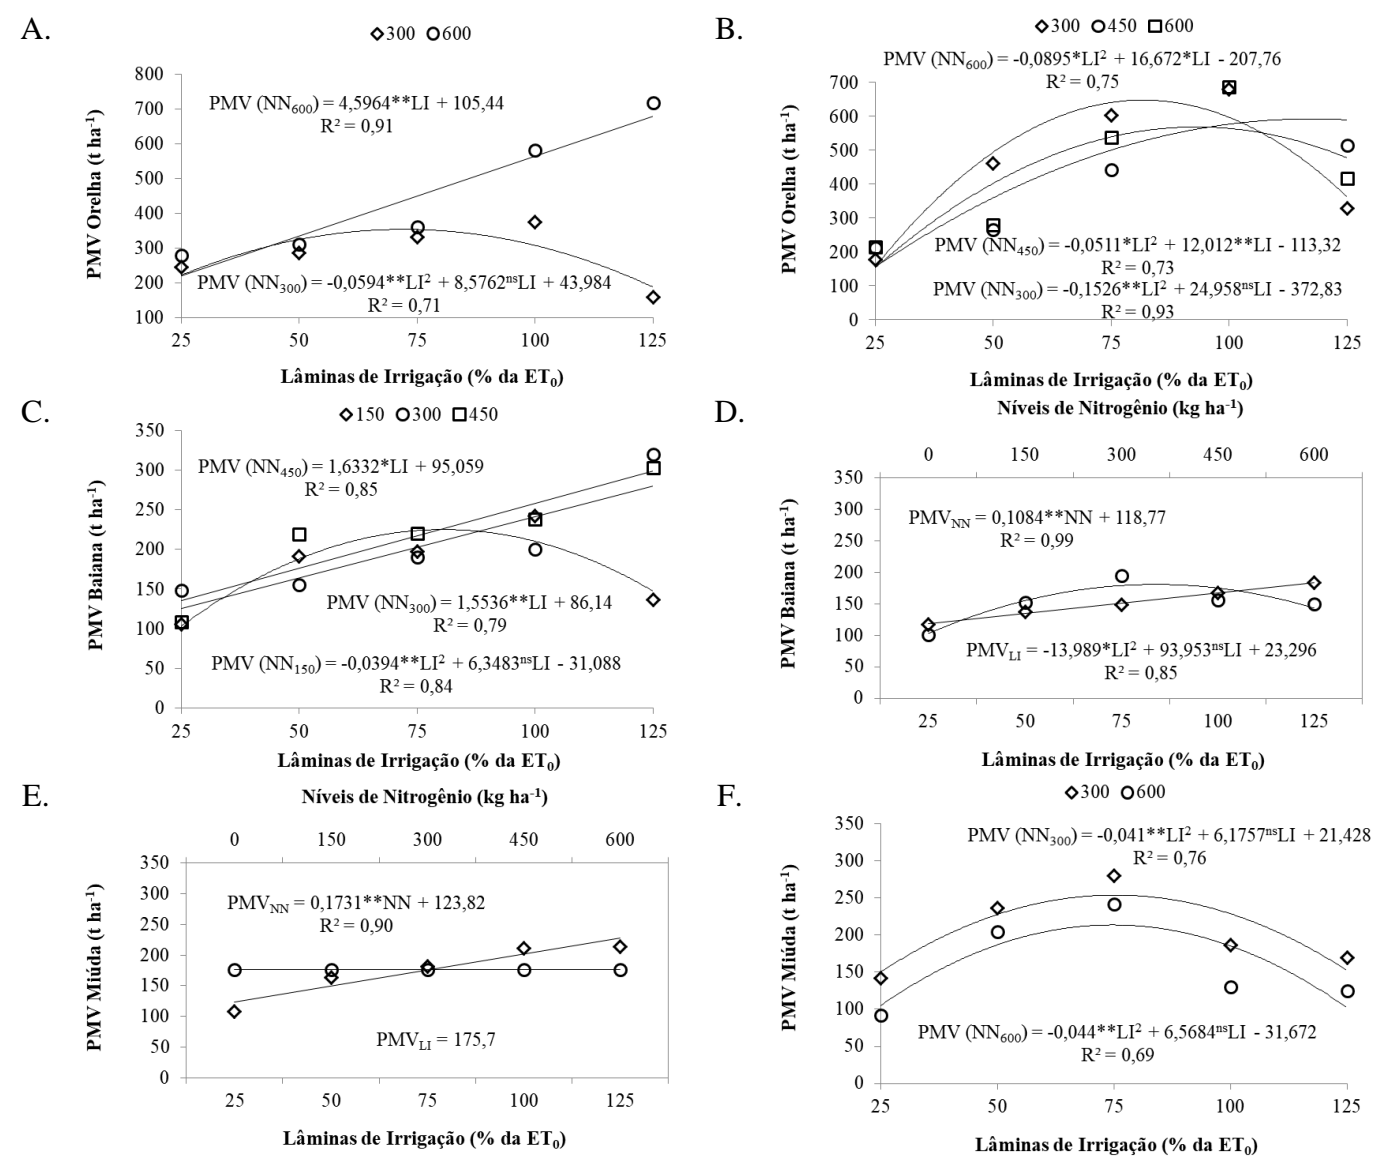 A.
300 600
PMV Orelha (t ha-1)
800
700
600
500
400
300
200
100
PMV (NN600) = 4,5964**LI + 105,44
R² = 0,91
PMV (NN300) = -0,0594**LI² + 8,5762nsLI + 43,984
R² = 0,71
25 50 75 100 125
Lâminas de Irrigação (% da ET0)
B.
300 450 600
PMV (NN600) = -0,0895*LI² + 16,672*LI - 207,76
R² = 0,75
PMV Orelha (t ha-1)
700
600
500
400
300
200
100
0
PMV (NN450) = -0,0511*LI² + 12,012**LI - 113,32
R² = 0,73
PMV (NN300) = -0,1526**LI² + 24,958nsLI - 372,83
R² = 0,93
25 50 75 100 125
Lâminas de Irrigação (% da ET0)
C.
150 300 450
PMV Baiana (t ha-1)
350
300
250
200
150
100
50
0
PMV (NN450) = 1,6332*LI + 95,059
R² = 0,85
PMV (NN300) = 1,5536**LI + 86,14
R² = 0,79
PMV (NN150) = -0,0394**LI² + 6,3483nsLI - 31,088
R² = 0,84
25 50 75 100 125
Lâminas de Irrigação (% da ET0)
D.
Níveis de Nitrogênio (kg ha-1)
0 150 300 450 600
PMV Baiana (t ha-1)
350
300
250
200
150
100
50
0
PMVNN = 0,1084**NN + 118,77
R² = 0,99
PMVLI = -13,989*LI² + 93,953nsLI + 23,296
R² = 0,85
25 50 75 100 125
Lâminas de Irrigação (% da ET0)
E.
Níveis de Nitrogênio (kg ha-1)
0 150 300 450 600
PMV Miúda (t ha-1)
350
300
250
200
150
100
50
0
PMVNN = 0,1731**NN + 123,82
R² = 0,90
PMVLI = 175,7
25 50 75 100 125
Lâminas de Irrigação (% da ET0)
F.
300 600
PMV Miúda (t ha-1)
350
300
250
200
150
100
50
0
PMV (NN300) = -0,041**LI² + 6,1757nsLI + 21,428
R² = 0,76
PMV (NN600) = -0,044**LI² + 6,5684nsLI - 31,672
R² = 0,69
25 50 75 100 125
Lâminas de Irrigação (% da ET0)